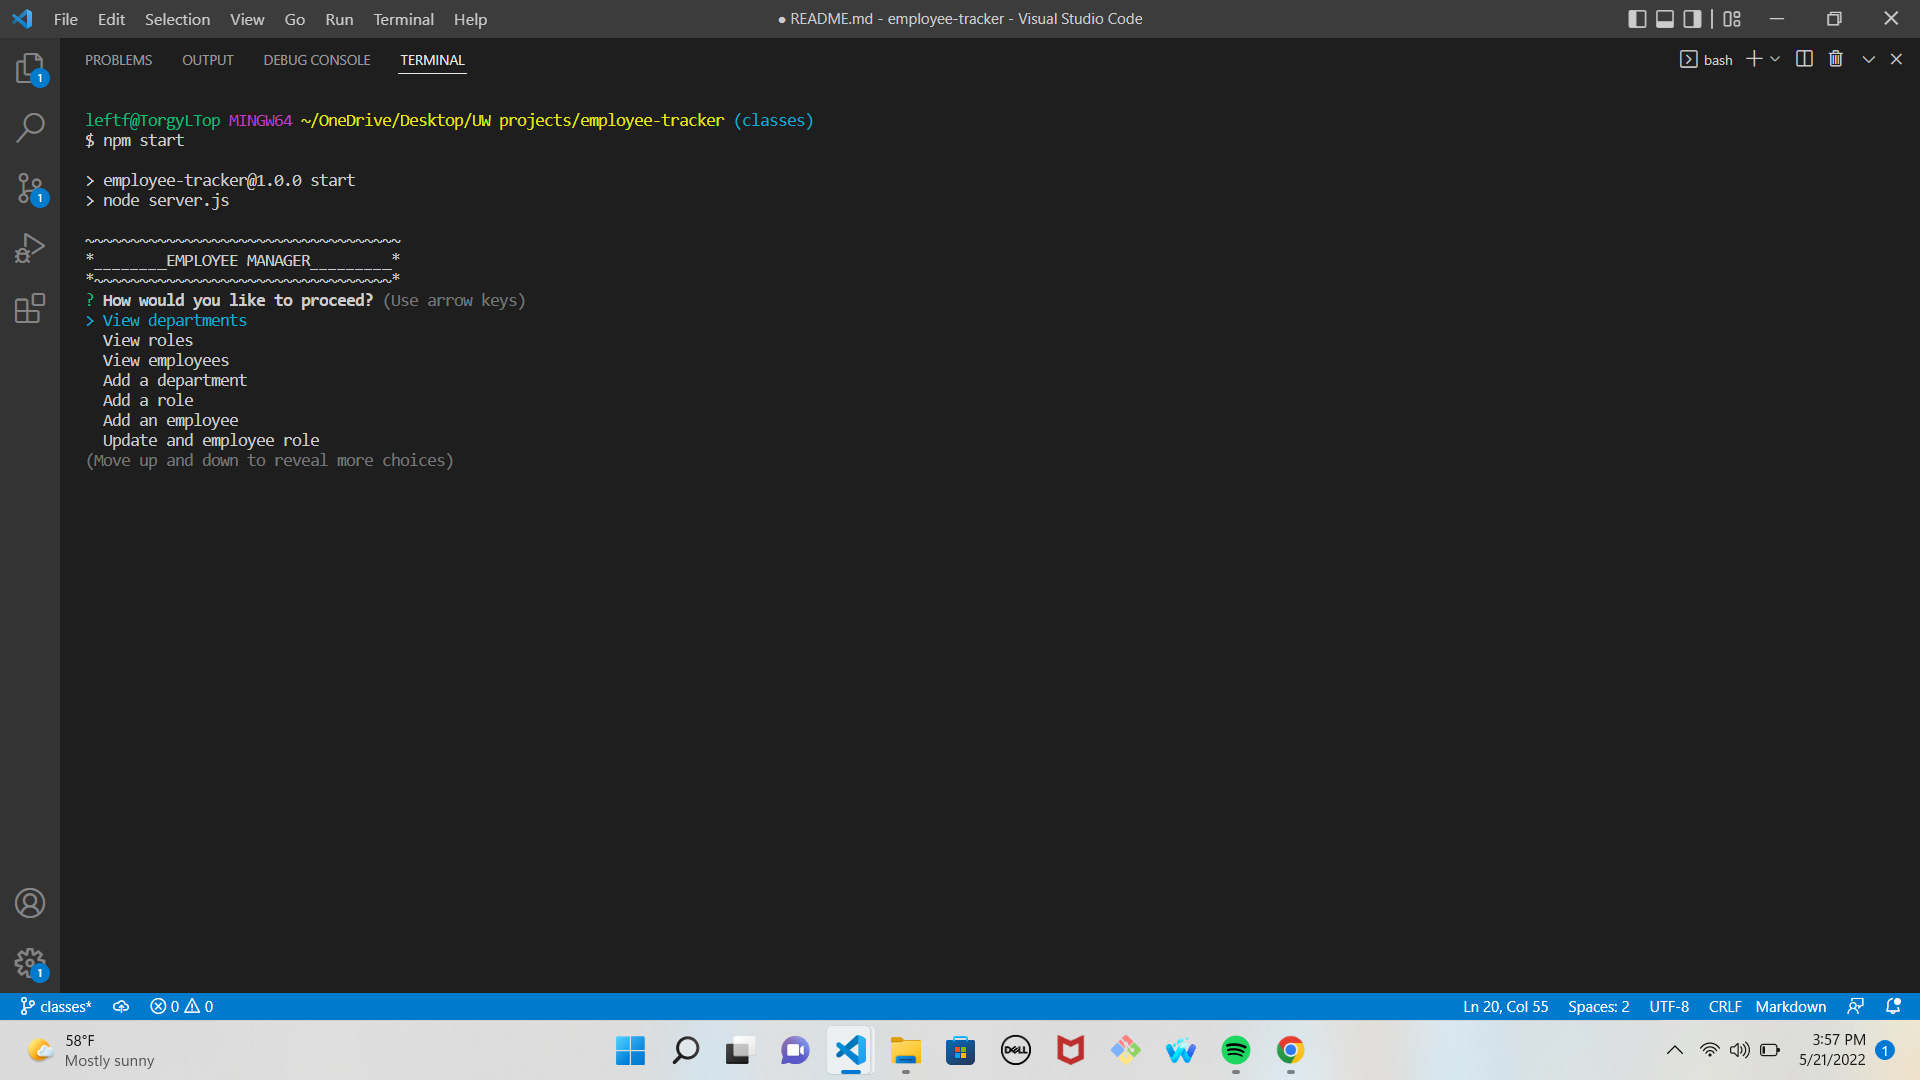 File Edit Selection View Go Run Terminal Help
● README.md - employee-tracker - Visual Studio Code
PROBLEMS OUTPUT DEBUG CONSOLE TERMINAL
bash
leftf@TorgyLTop MINGW64 ~/OneDrive/Desktop/UW projects/employee-tracker (classes)
$ npm start
> employee-tracker@1.0.0 start
> node server.js
~~~~~~~~~~~~~~~~~~~~~~~~~~~~~~~~~~~
*________EMPLOYEE MANAGER_________*
*~~~~~~~~~~~~~~~~~~~~~~~~~~~~~~~~~*
? How would you like to proceed? (Use arrow keys)
> View departments
View roles
View employees
Add a department
Add a role
Add an employee
Update and employee role
(Move up and down to reveal more choices)
1
1
1
classes* 0 0
Ln 20, Col 55 Spaces: 2 UTF-8 CRLF Markdown
58°F
Mostly sunny
DELL
3:57 PM
5/21/2022
1